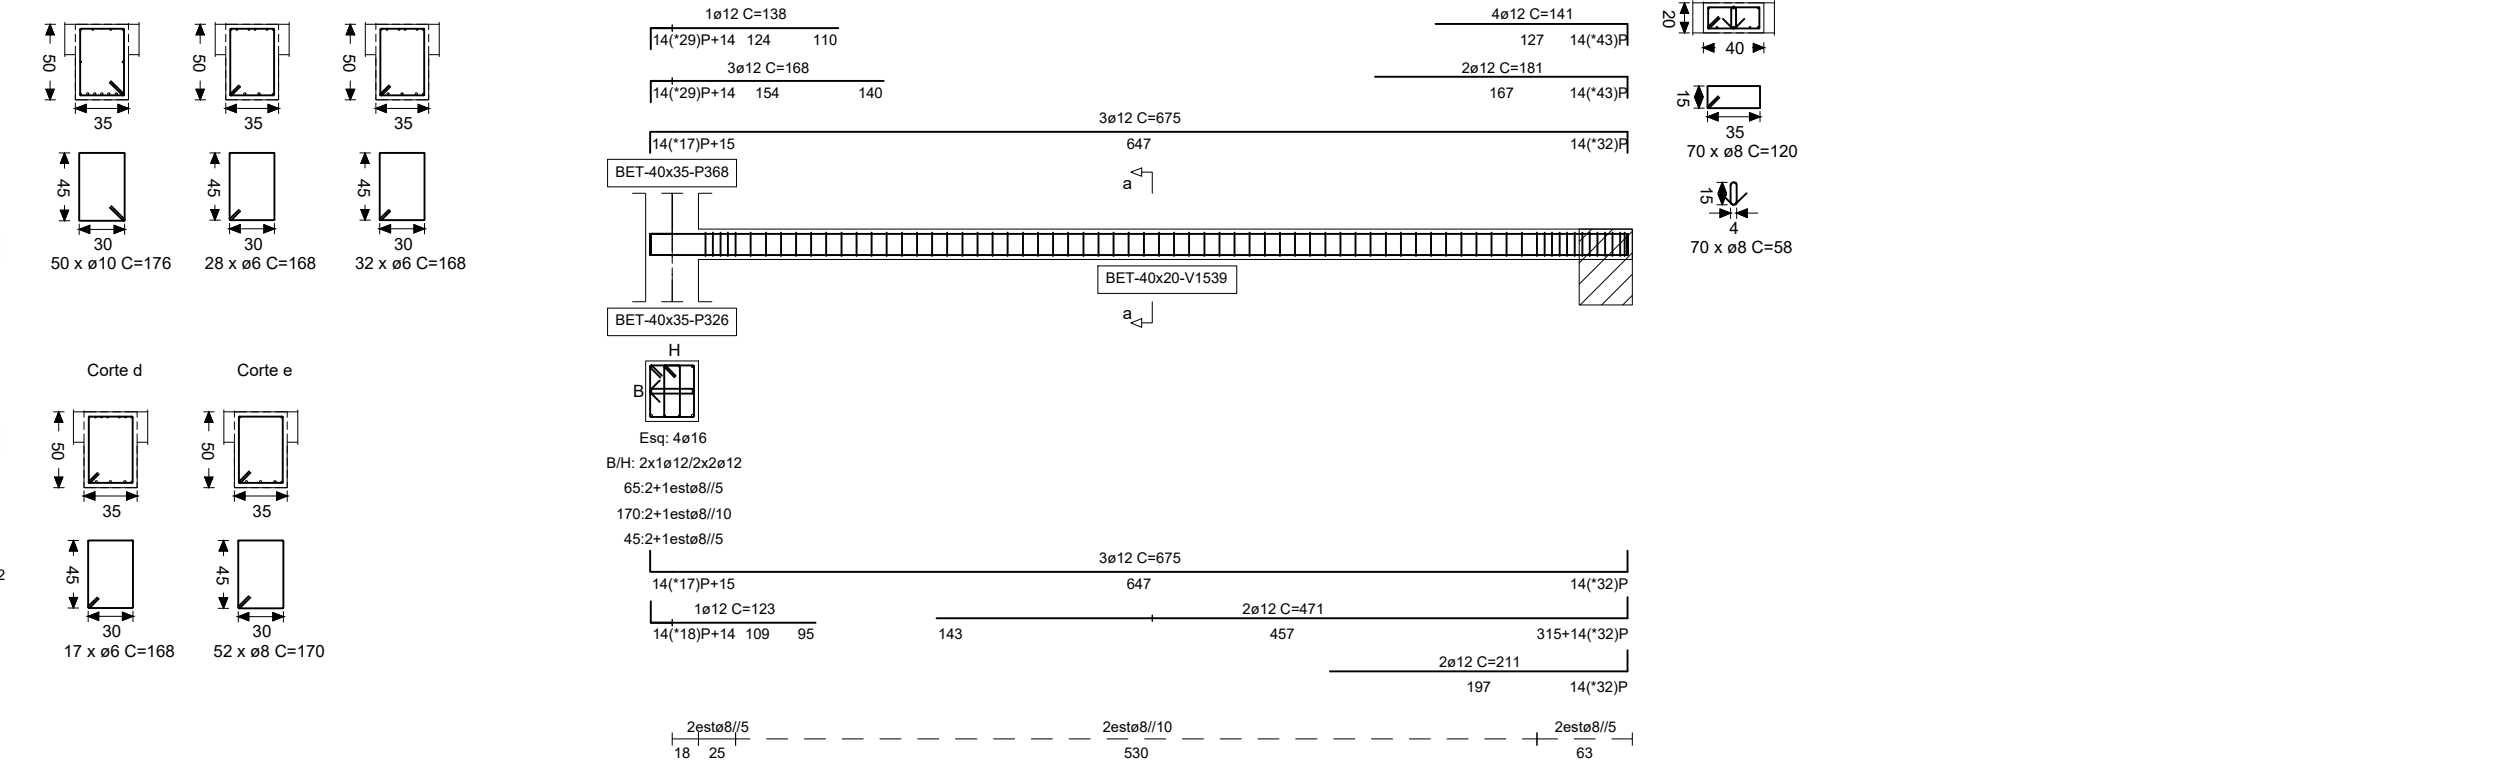 50
35
45
30
50 x ø10 C=176
50
35
45
30
28 x ø6 C=168
50
35
45
30
32 x ø6 C=168
Corte d
50
35
45
30
17 x ø6 C=168
Corte e
50
35
45
30
52 x ø8 C=170
2
1ø12 C=138
14(*29)P+14 124 110
4ø12 C=141
127 14(*43)P
3ø12 C=168
14(*29)P+14 154 140
2ø12 C=181
167 14(*43)P
3ø12 C=675
14(*17)P+15 647 14(*32)P
BET-40x35-P368
a
BET-40x20-V1539
a
BET-40x35-P326
H
B
Esq: 4ø16
B/H: 2x1ø12/2x2ø12
65:2+1estø8//5
170:2+1estø8//10
45:2+1estø8//5
3ø12 C=675
14(*17)P+15 647 14(*32)P
1ø12 C=123
14(*18)P+14 109 95
2ø12 C=471
143 457 315+14(*32)P
2ø12 C=211
197 14(*32)P
2estø8//5 2estø8//10 2estø8//5
18 25 530 63
20
40
15
35
70 x ø8 C=120
15
4
70 x ø8 C=58